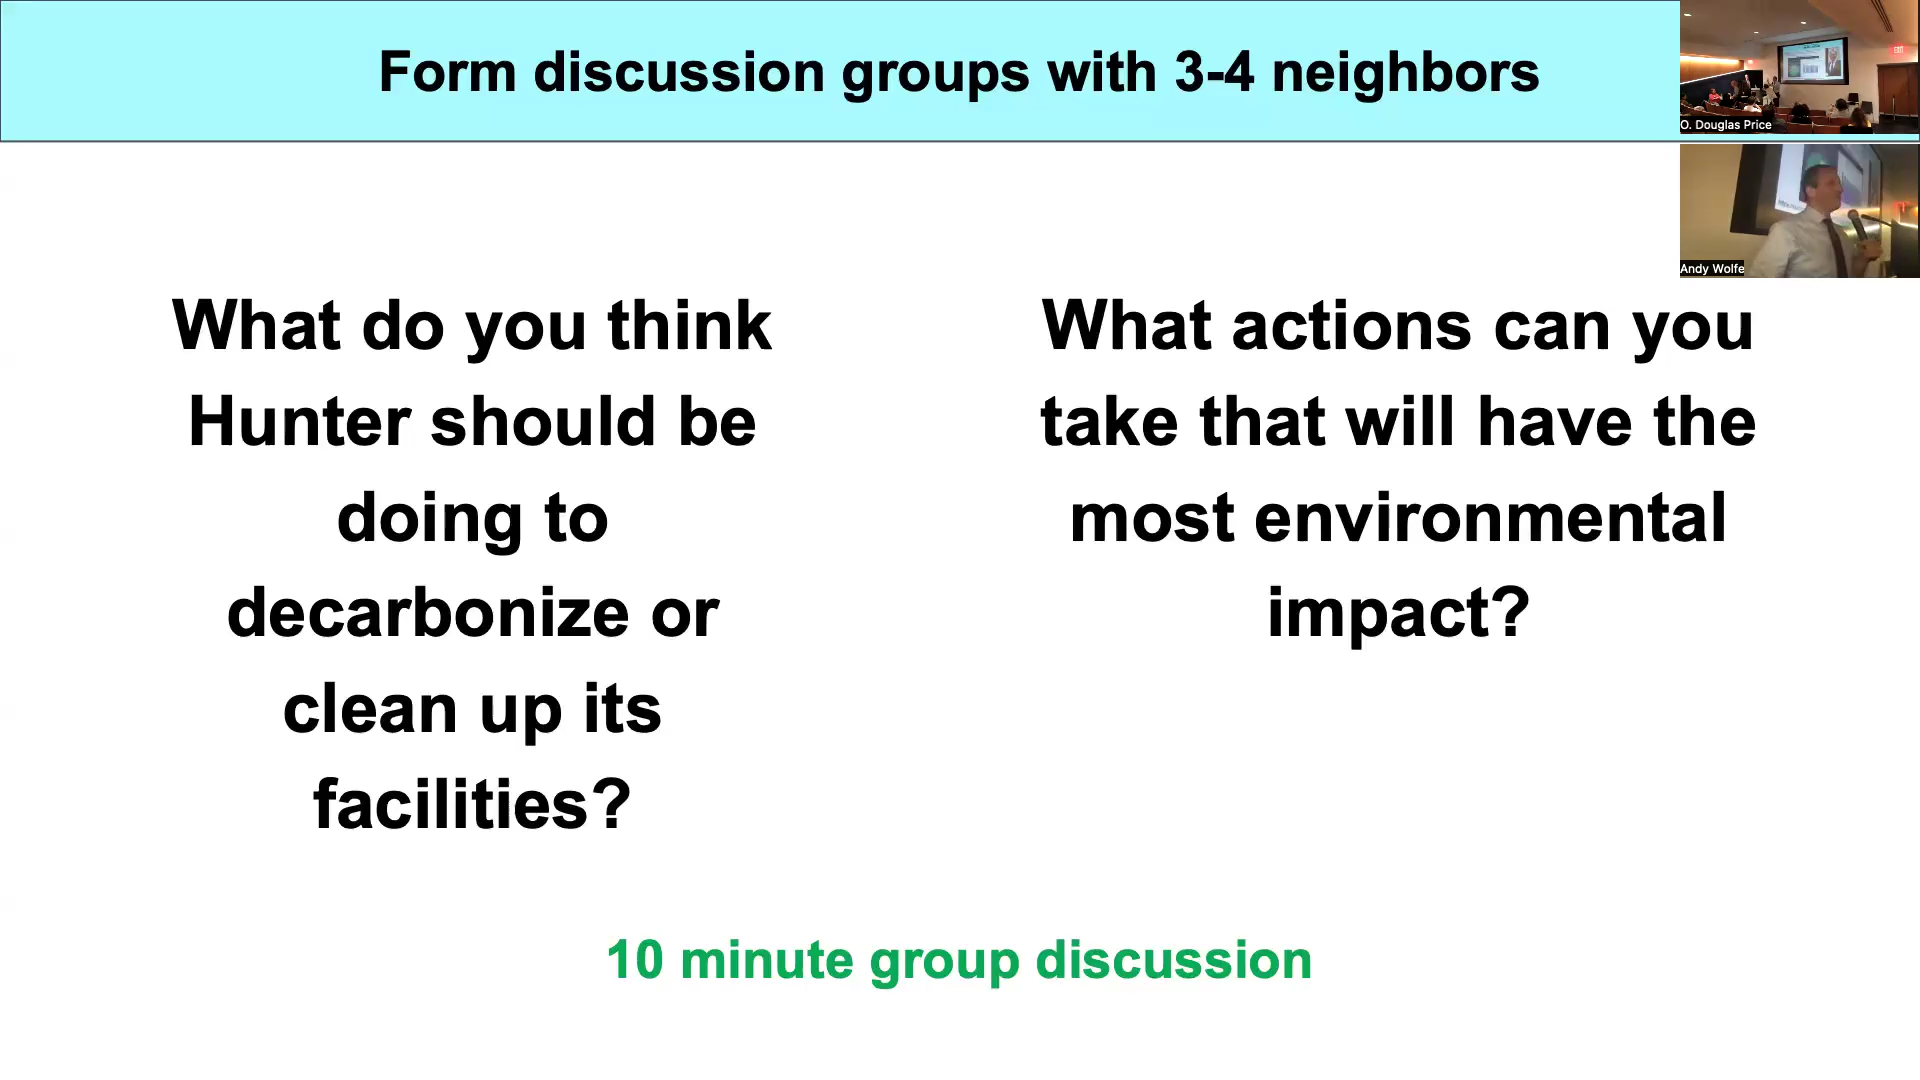 Form discussion groups with 3-4 neighbors
O. Douglas Price
Andy Wolfe
What do you think
Hunter should be
doing to
decarbonize or
clean up its
facilities?
What actions can you
take that will have the
most environmental
impact?
10 minute group discussion